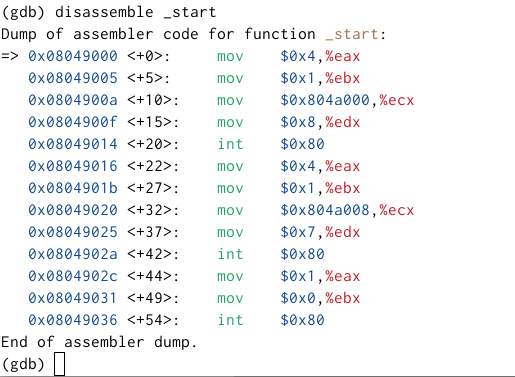 (gdb) disassemble _start
Dump of assembler code for function _start:
=> 0x08049000 <+0>:     mov    $0x4,%eax
   0x08049005 <+5>:     mov    $0x1,%ebx
   0x0804900a <+10>:    mov    $0x804a000,%ecx
   0x0804900f <+15>:    mov    $0x8,%edx
   0x08049014 <+20>:    int    $0x80
   0x08049016 <+22>:    mov    $0x4,%eax
   0x0804901b <+27>:    mov    $0x1,%ebx
   0x08049020 <+32>:    mov    $0x804a008,%ecx
   0x08049025 <+37>:    mov    $0x7,%edx
   0x0804902a <+42>:    int    $0x80
   0x0804902c <+44>:    mov    $0x1,%eax
   0x08049031 <+49>:    mov    $0x0,%ebx
   0x08049036 <+54>:    int    $0x80
End of assembler dump.
(gdb)